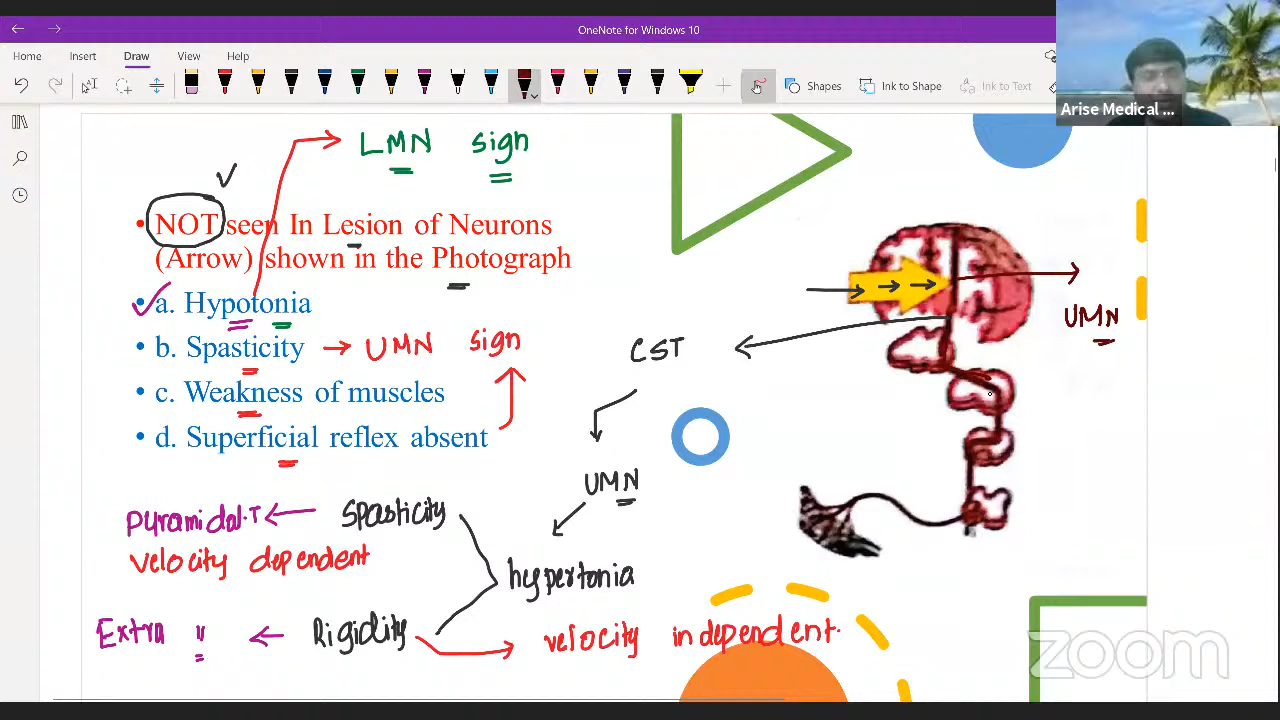 OneNote for Windows 10
Home Insert Draw View Help
Shapes Ink to Shape Ink to Text
Arise Medical ...
LMN sign
• NOT seen In Lesion of Neurons
(Arrow) shown in the Photograph
• a. Hypotonia
• b. Spasticity → UMN sign
• c. Weakness of muscles
• d. Superficial reflex absent
UMN
CST
UMN
pyramidal.T ← Spasticity
velocity dependent
hypertonia
Extra " ← Rigidity → velocity independent.
zoom